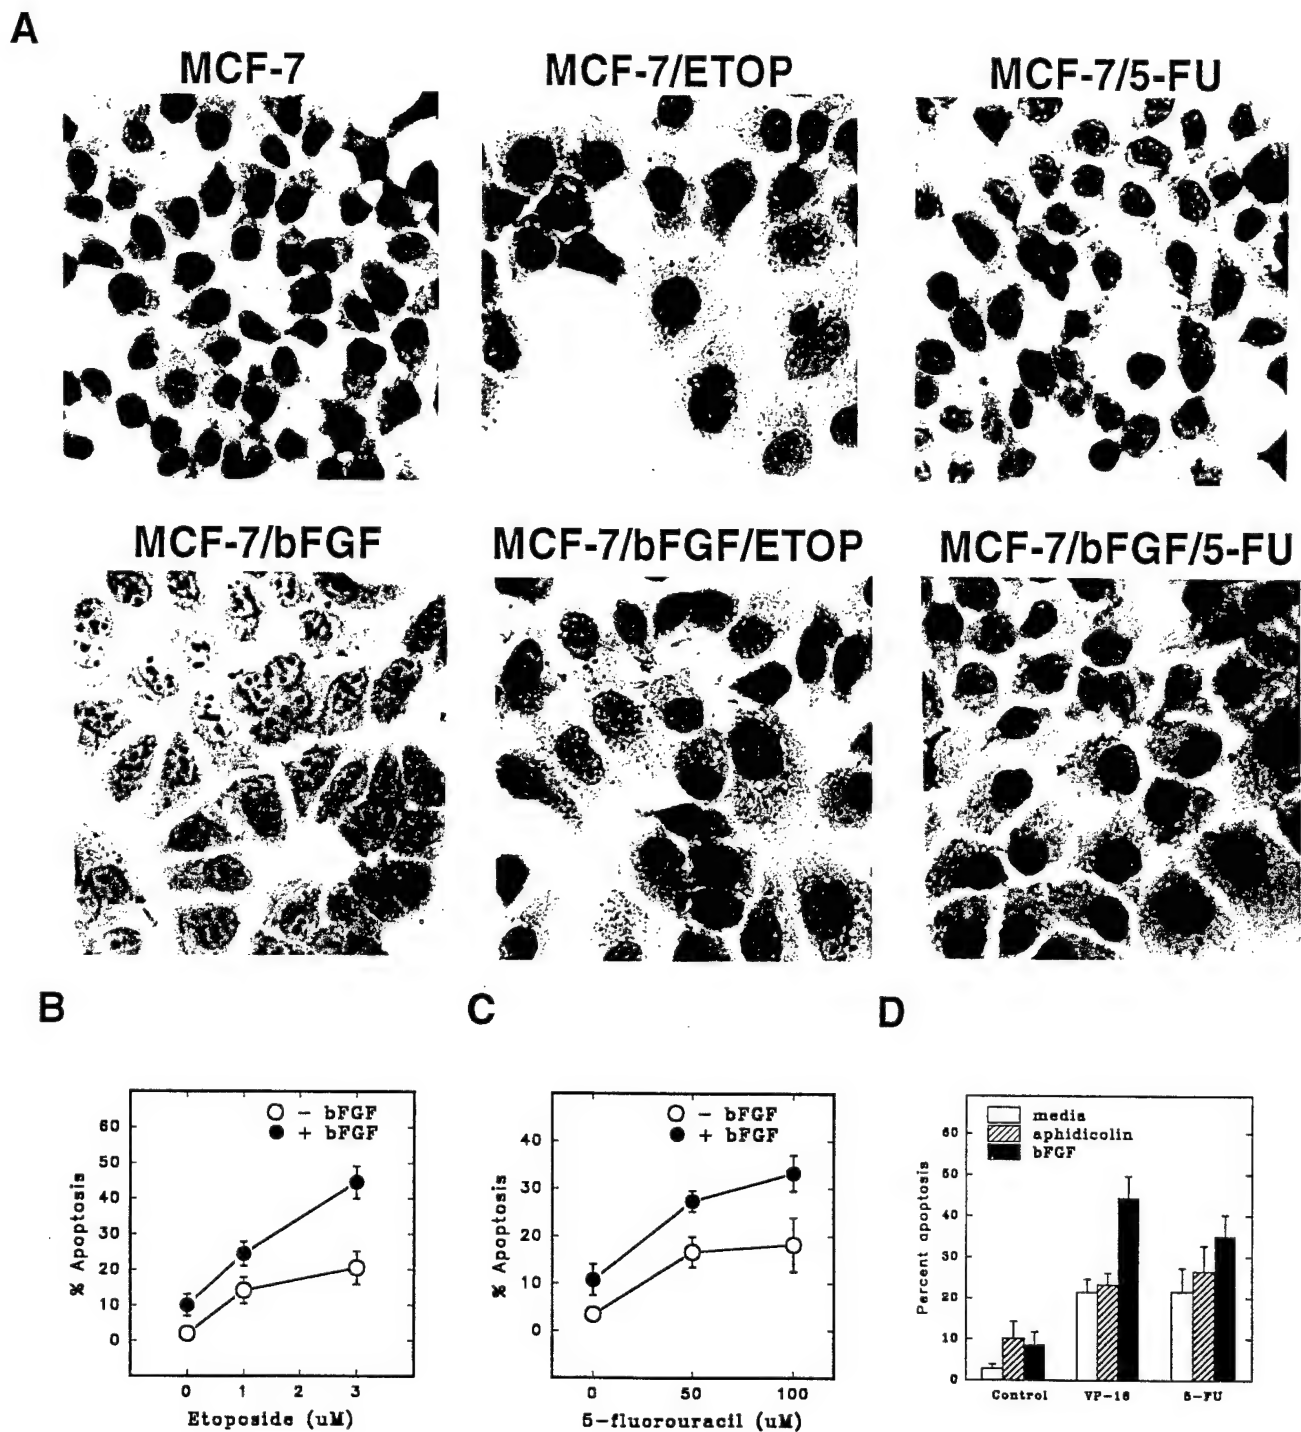 A
MCF-7
MCF-7/ETOP
MCF-7/5-FU
MCF-7/bFGF
MCF-7/bFGF/ETOP
MCF-7/bFGF/5-FU
B
% Apoptosis
60
50
40
30
20
10
0
- bFGF
+ bFGF
0 1 2 3
Etoposide (uM)
C
% Apoptosis
40
30
20
10
0
- bFGF
+ bFGF
0 50 100
5-fluorouracil (uM)
D
Percent apoptosis
60
50
40
30
20
10
0
media
aphidicolin
bFGF
Control VP-16 5-FU